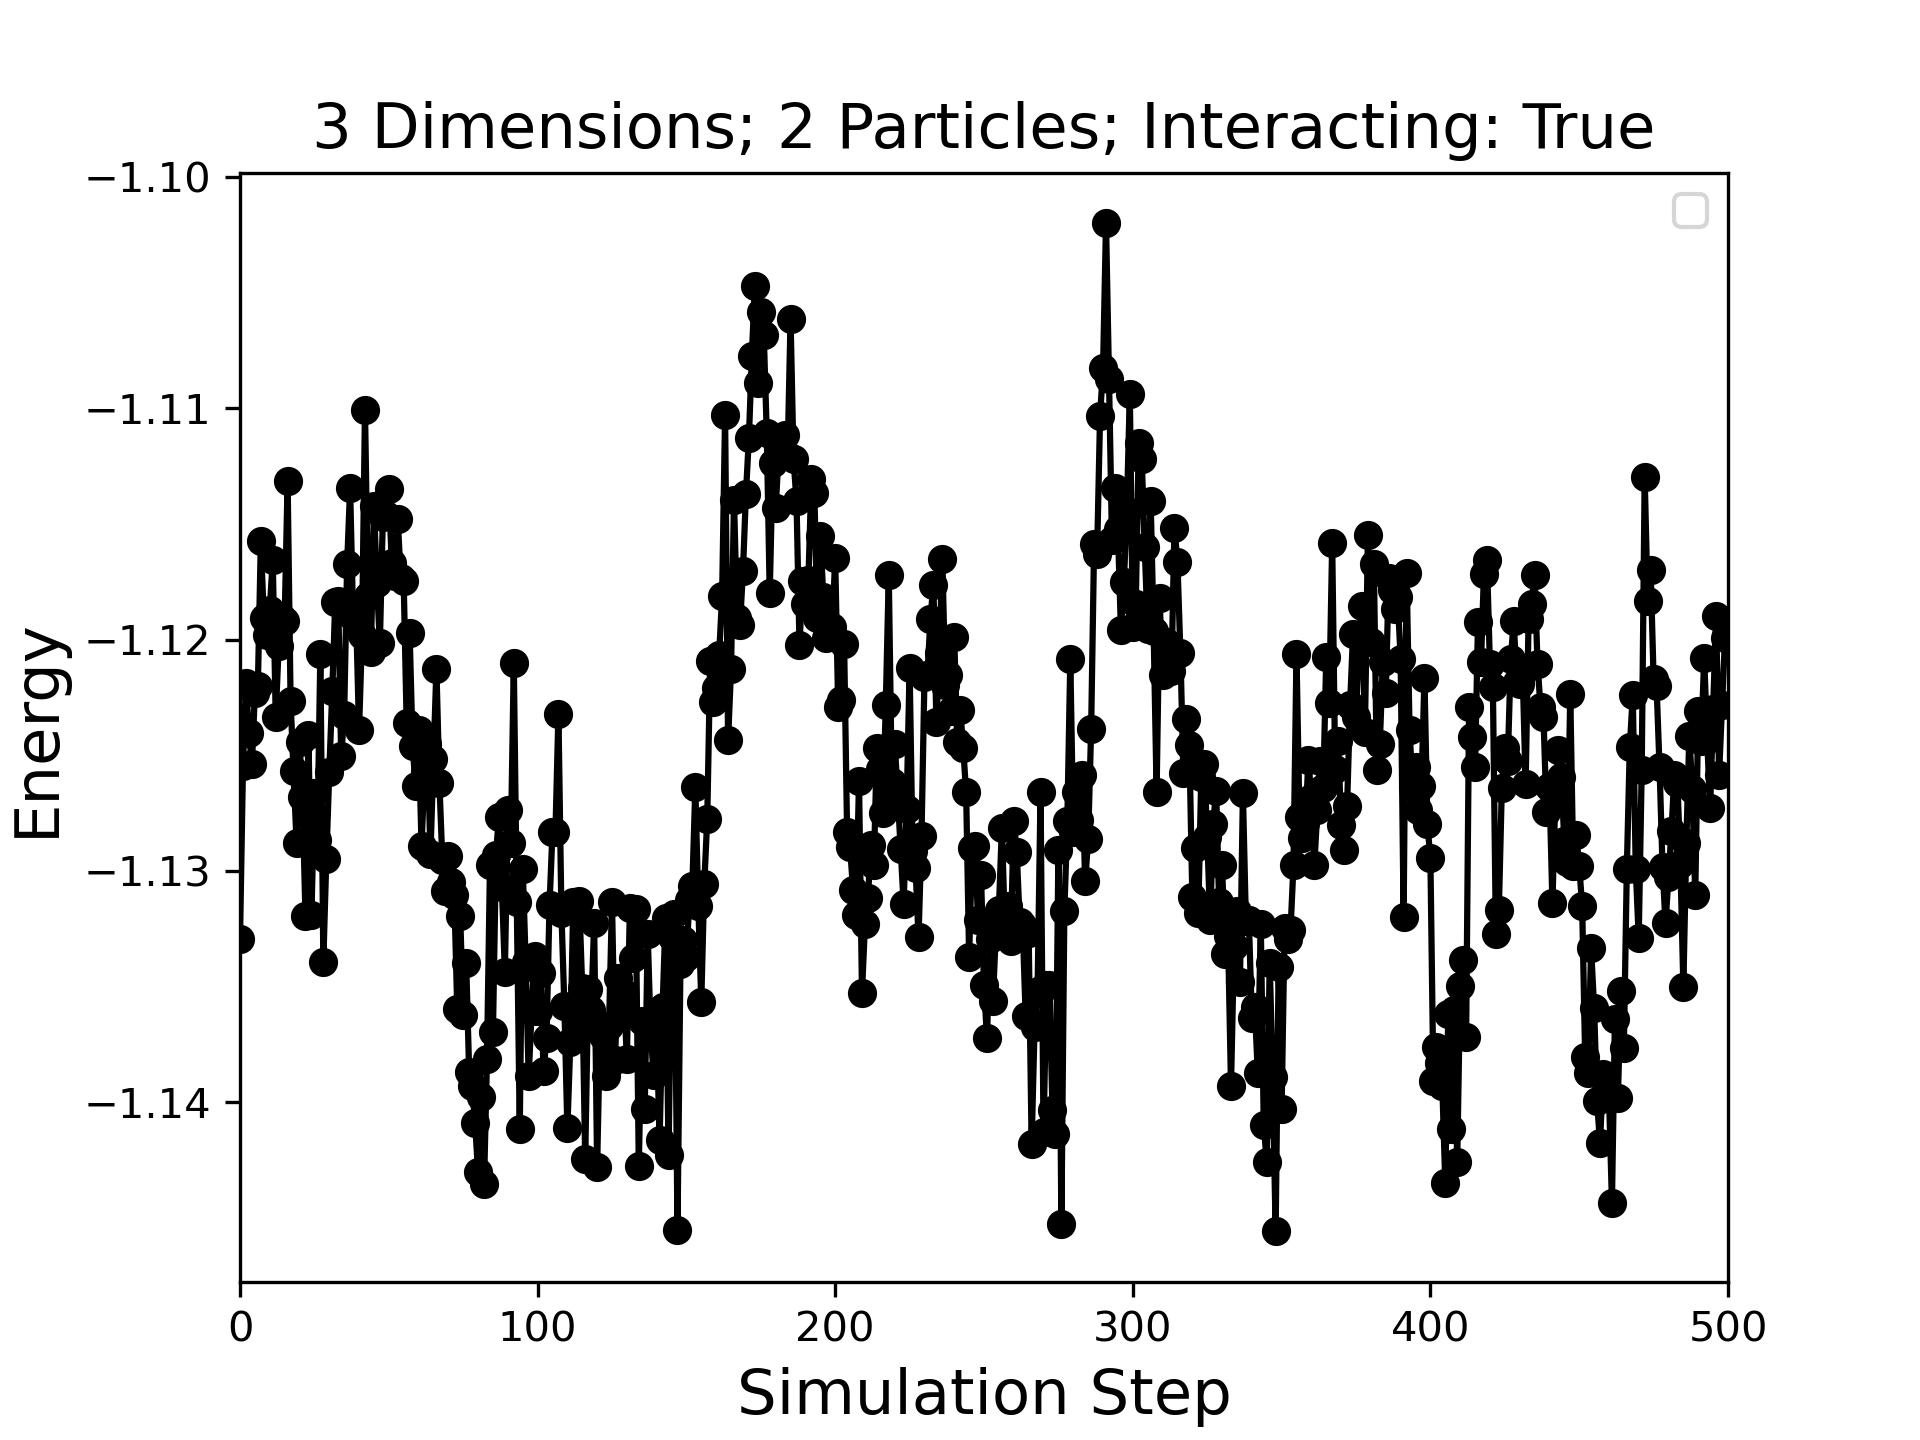 3 Dimensions; 2 Particles; Interacting: True
−1.10
−1.11
−1.12
−1.13
−1.14
Energy
0 100 200 300 400 500
Simulation Step